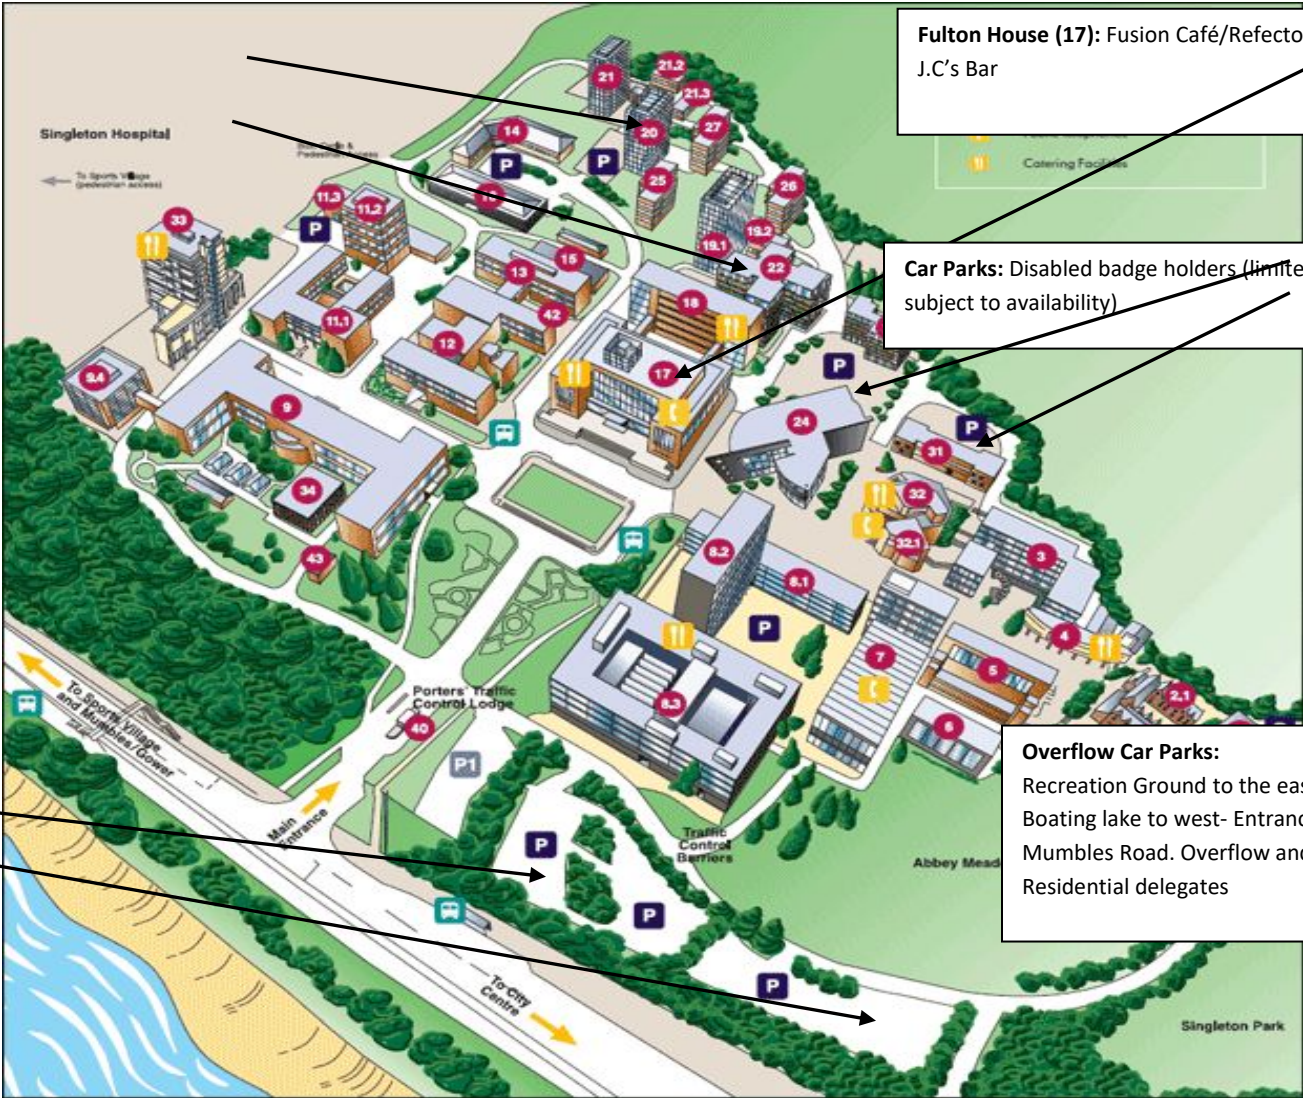 Fulton House (17): Fusion Café/Refecto
J.C's Bar
Catering Facilities
Singleton Hospital
To Sports Village
(pedestrian access)
Pedestrian Access
21
21.2
21.3
20
27
14
P
P
25
26
11.3
11.2
P
33
19.1
19.2
22
15
13
18
42
11.1
12
Car Parks: Disabled badge holders (limite
subject to availability)
P
17
9.4
9
24
P
31
34
32
32.1
3
43
8.2
8.1
P
4
7
5
2.1
8.3
6
To Sports Village
and Mumbles/Gower
Porters' Traffic
Control Lodge
40
P1
Main
Entrance
P
Traffic
Control
Barriers
Abbey
P
P
To City
Centre
Singleton Park
Overflow Car Parks:
Recreation Ground to the eas
Boating lake to west- Entranc
Mumbles Road. Overflow and
Residential delegates